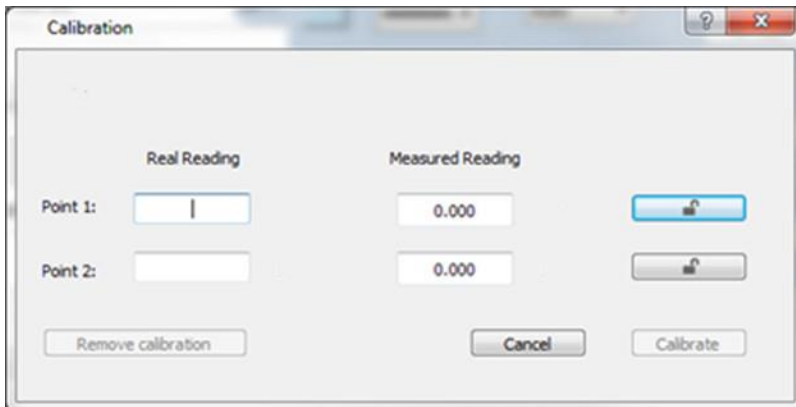 Calibration
?
Real Reading Measured Reading
Point 1: 0.000
Point 2: 0.000
Remove calibration Cancel Calibrate